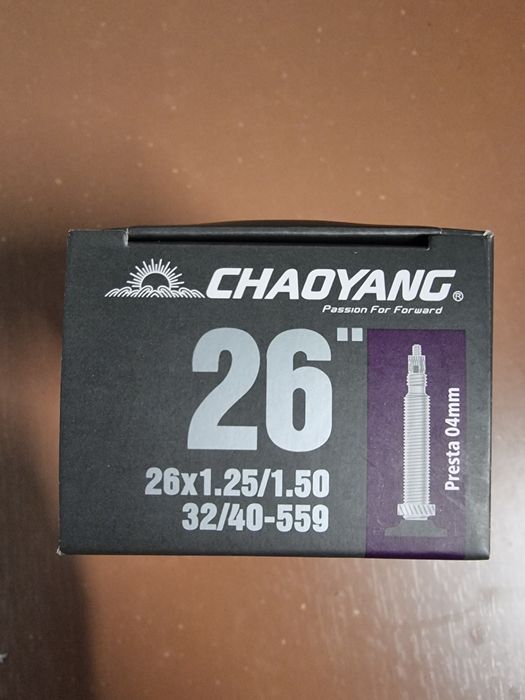 CHAOYANG®
Passion For Forward
26"
26x1.25/1.50
32/40-559
Presta 04mm